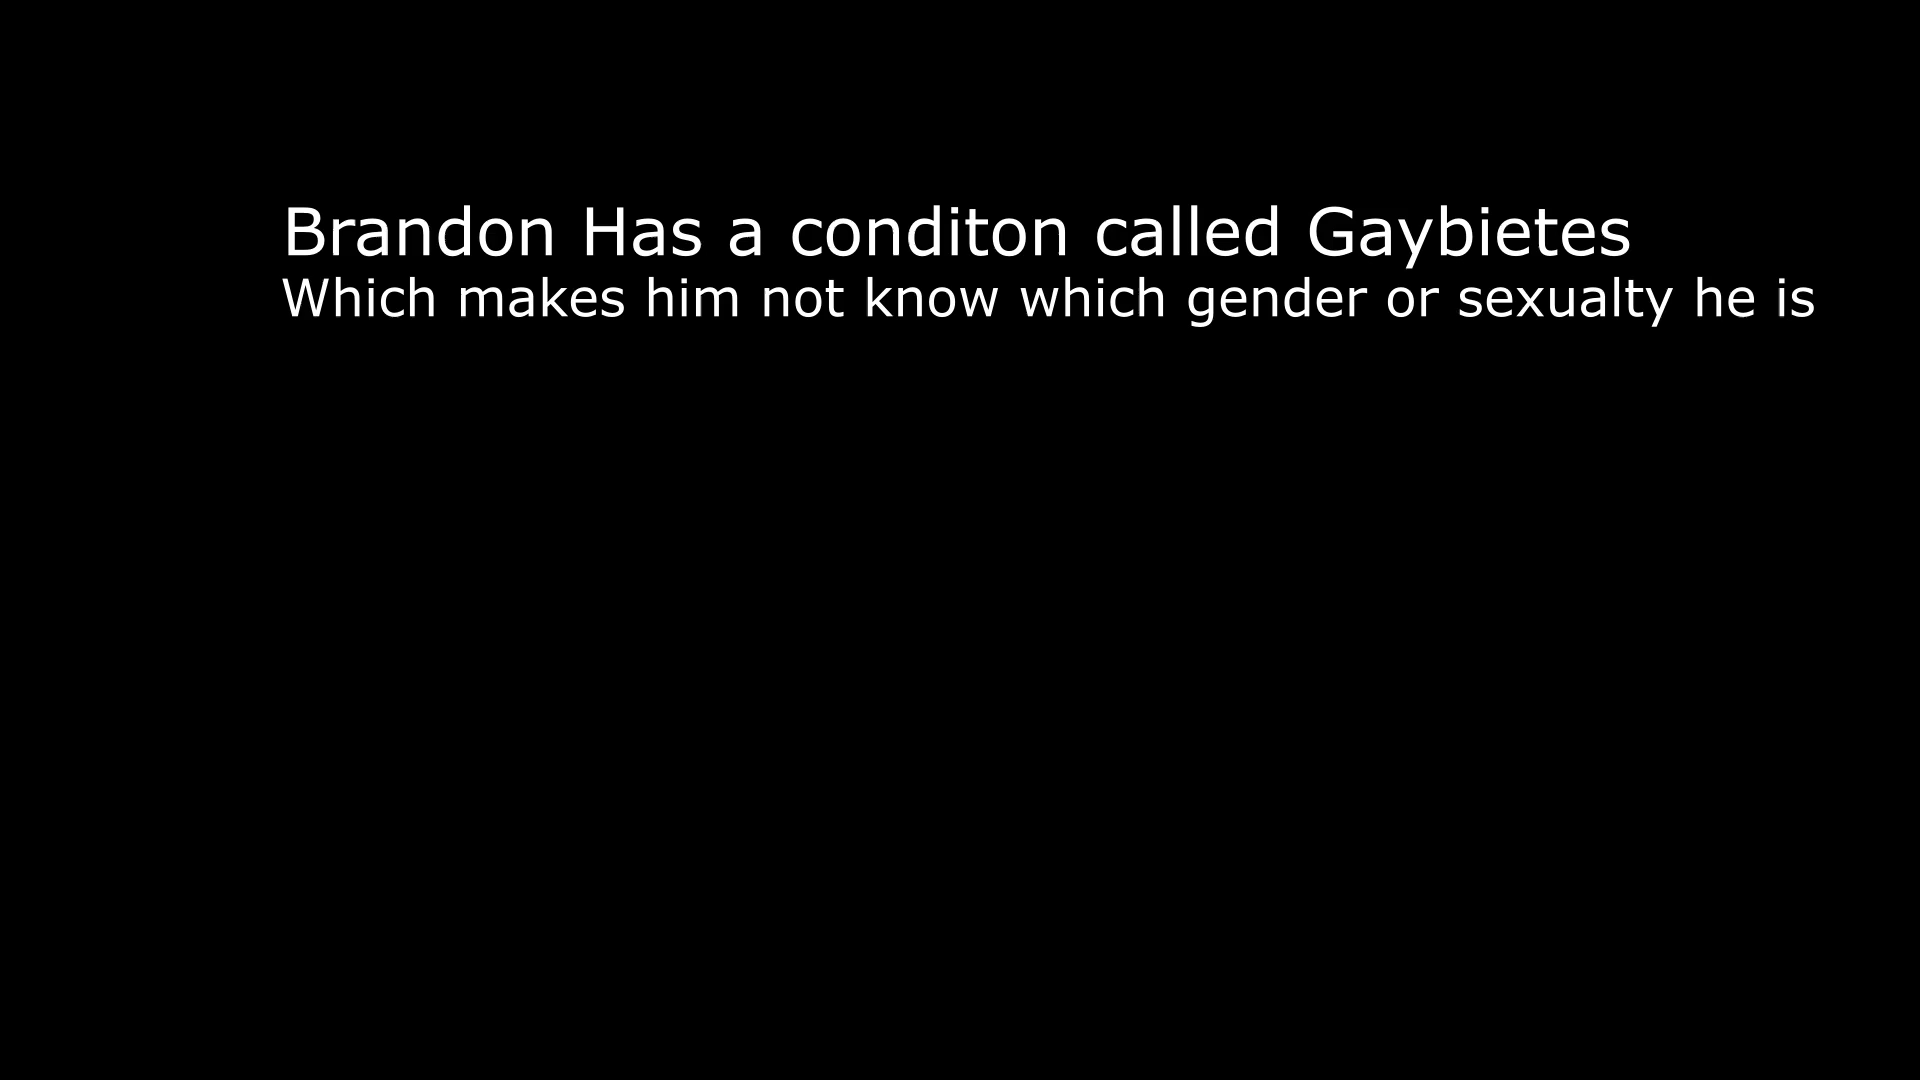 Brandon Has a conditon called Gaybietes
Which makes him not know which gender or sexualty he is